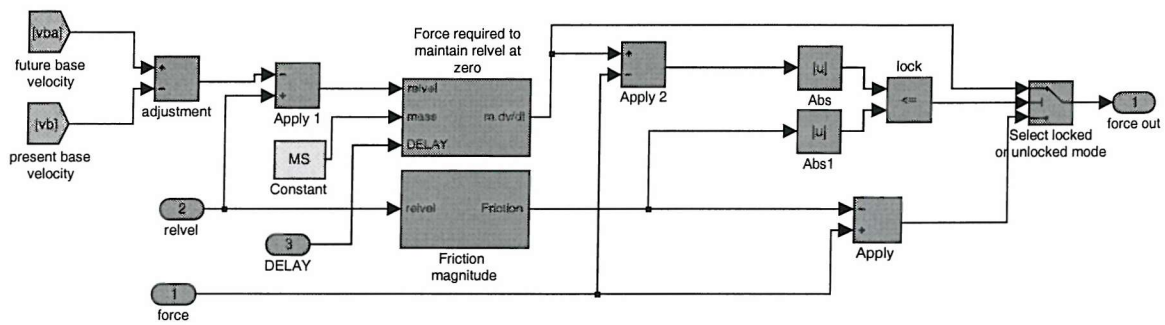 [vba]
future base
velocity
[vb]
present base
velocity
+
−
adjustment
−
+
Apply 1
Force required to
maintain relvel at
zero
relvel
mass
DELAY
m.dv/dt
MS
Constant
2
relvel
3
DELAY
1
force
relvel
Friction
Friction
magnitude
+
−
Apply 2
|u|
Abs
|u|
Abs1
lock
<=
−
+
Apply
Select locked
or unlocked mode
1
force out